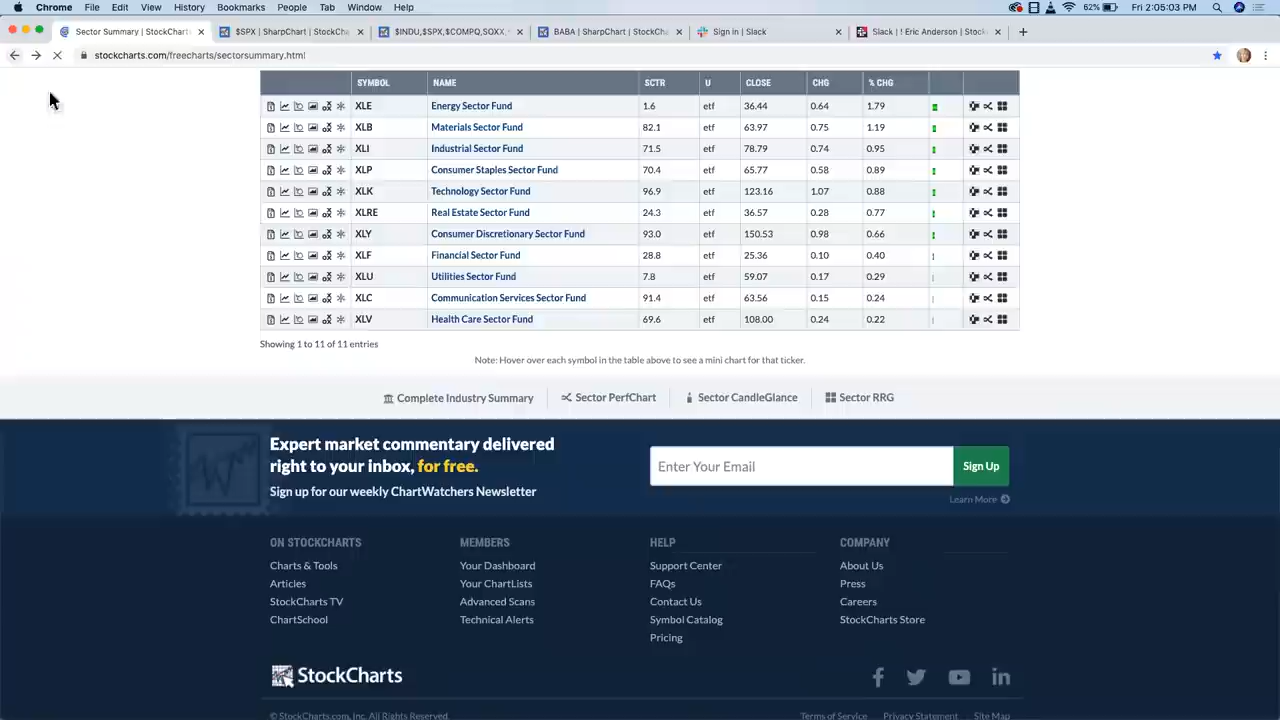 Chrome File Edit View History Bookmarks People Tab Window Help 62% Fri 2:05:03 PM
Sector Summary | StockCharts $SPX | SharpChart | StockCha $INDU,$SPX,$COMPQ,SOXX, BABA | SharpChart | StockCha Sign in | Slack Slack | ! Eric Anderson | Stock
stockcharts.com/freecharts/sectorsummary.html
SYMBOL NAME SCTR U CLOSE CHG % CHG
XLE Energy Sector Fund 1.6 etf 36.44 0.64 1.79
XLB Materials Sector Fund 82.1 etf 63.97 0.75 1.19
XLI Industrial Sector Fund 71.5 etf 78.79 0.74 0.95
XLP Consumer Staples Sector Fund 70.4 etf 65.77 0.58 0.89
XLK Technology Sector Fund 96.9 etf 123.16 1.07 0.88
XLRE Real Estate Sector Fund 24.3 etf 36.57 0.28 0.77
XLY Consumer Discretionary Sector Fund 93.0 etf 150.53 0.98 0.66
XLF Financial Sector Fund 28.8 etf 25.36 0.10 0.40
XLU Utilities Sector Fund 7.8 etf 59.07 0.17 0.29
XLC Communication Services Sector Fund 91.4 etf 63.56 0.15 0.24
XLV Health Care Sector Fund 69.6 etf 108.00 0.24 0.22
Showing 1 to 11 of 11 entries
Note: Hover over each symbol in the table above to see a mini chart for that ticker.
Complete Industry Summary Sector PerfChart Sector CandleGlance Sector RRG
Expert market commentary delivered
right to your inbox, for free.
Sign up for our weekly ChartWatchers Newsletter
Enter Your Email Sign Up
Learn More
ON STOCKCHARTS MEMBERS HELP COMPANY
Charts & Tools Your Dashboard Support Center About Us
Articles Your ChartLists FAQs Press
StockCharts TV Advanced Scans Contact Us Careers
ChartSchool Technical Alerts Symbol Catalog StockCharts Store
Pricing
StockCharts
© StockCharts.com, Inc. All Rights Reserved. Terms of Service Privacy Statement Site Map